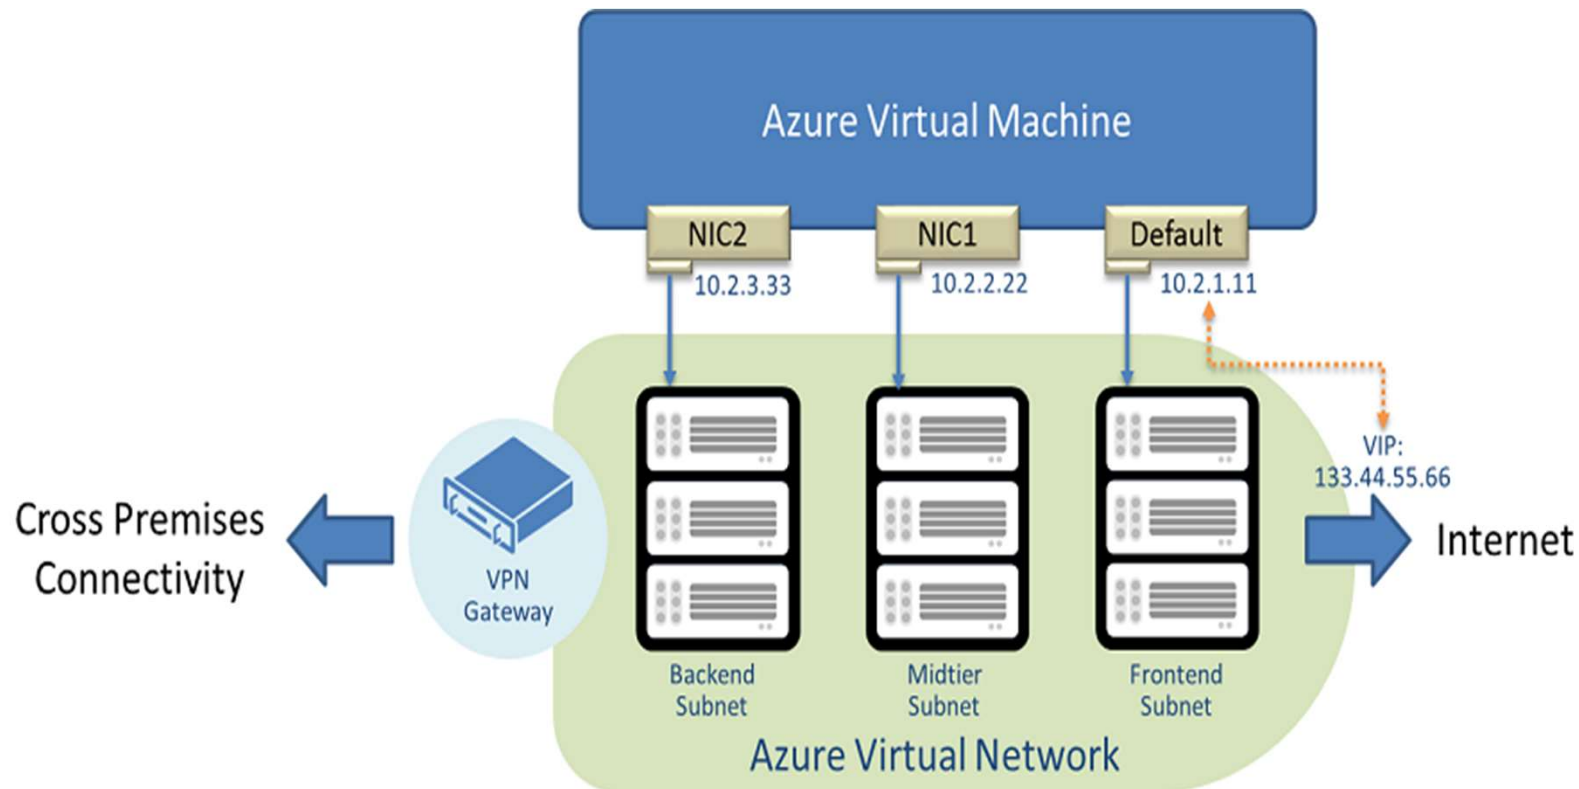 Azure Virtual Machine
NIC2
NIC1
Default
10.2.3.33
10.2.2.22
10.2.1.11
VIP:
133.44.55.66
Cross Premises
Connectivity
VPN
Gateway
Internet
Backend
Subnet
Midtier
Subnet
Frontend
Subnet
Azure Virtual Network